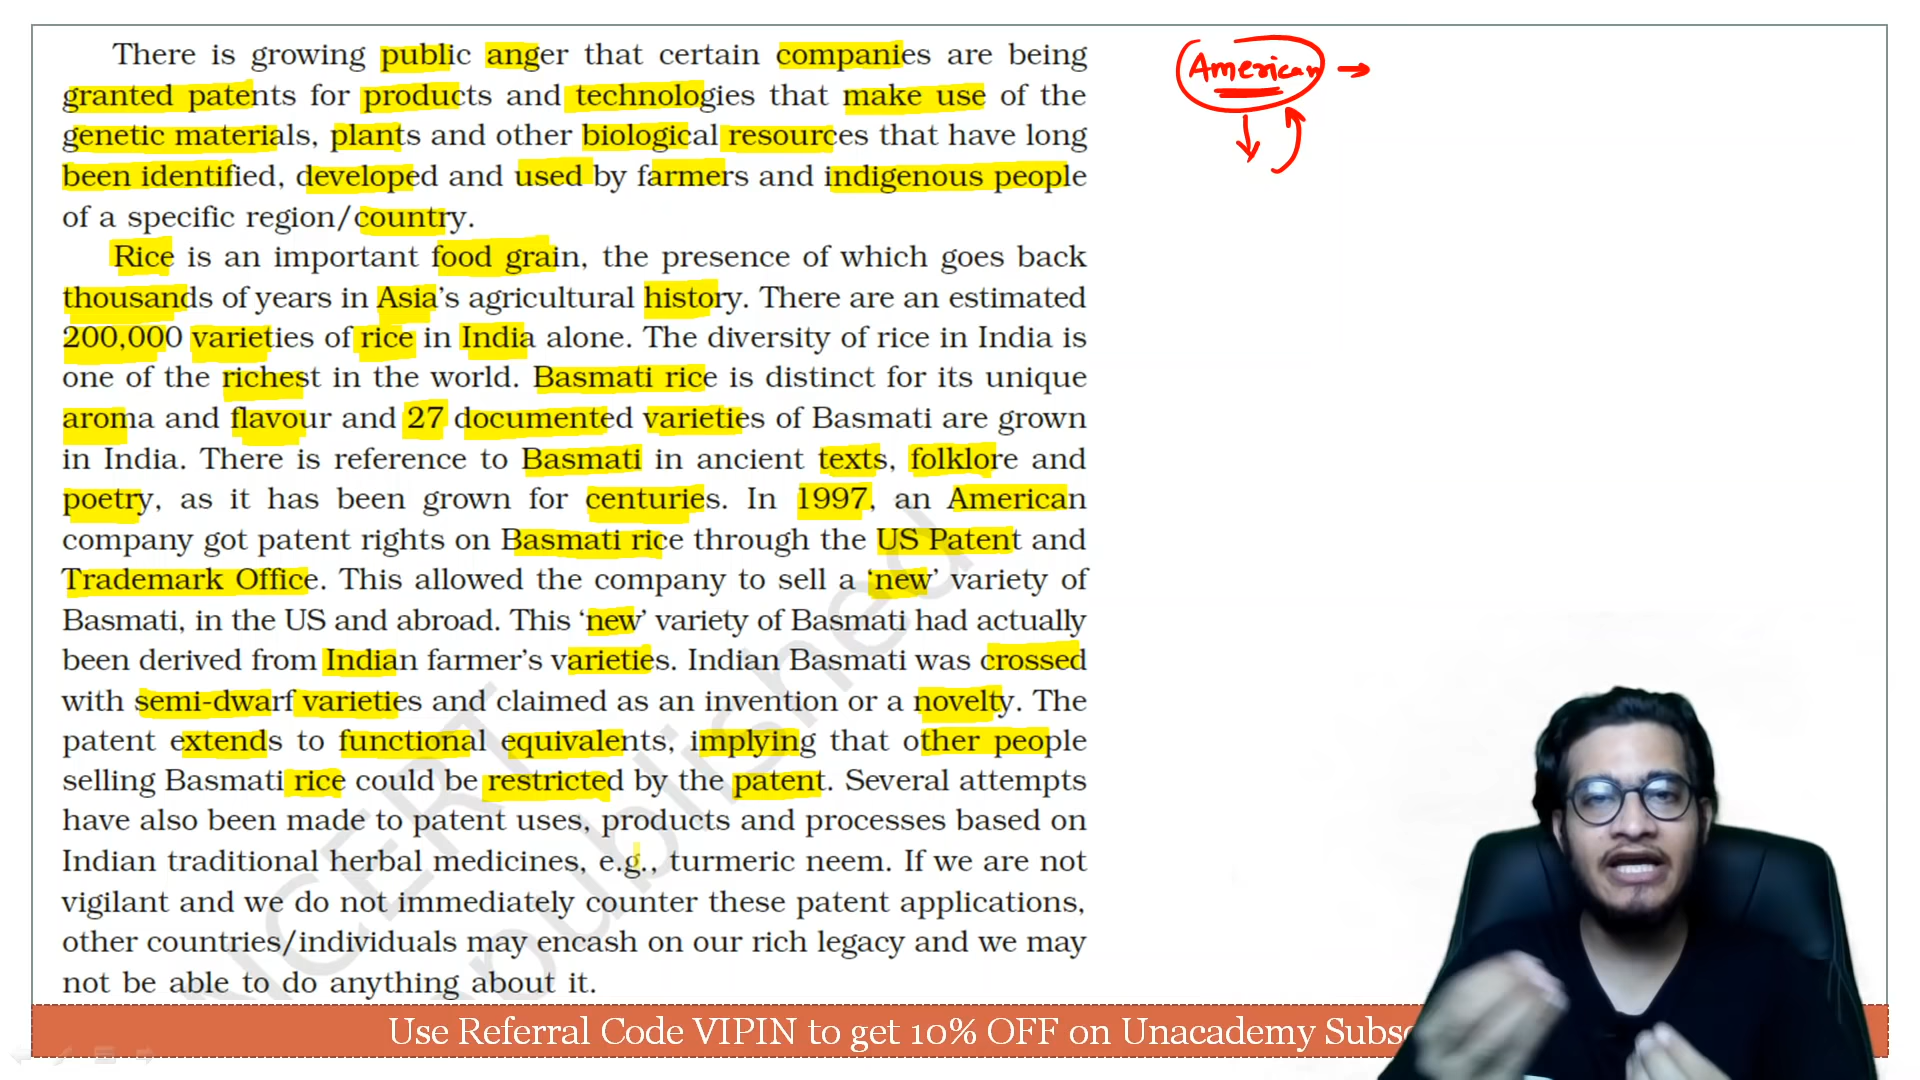 There is growing public anger that certain companies are being
granted patents for products and technologies that make use of the
genetic materials, plants and other biological resources that have long
been identified, developed and used by farmers and indigenous people
of a specific region/country.
Rice is an important food grain, the presence of which goes back
thousands of years in Asia's agricultural history. There are an estimated
200,000 varieties of rice in India alone. The diversity of rice in India is
one of the richest in the world. Basmati rice is distinct for its unique
aroma and flavour and 27 documented varieties of Basmati are grown
in India. There is reference to Basmati in ancient texts, folklore and
poetry, as it has been grown for centuries. In 1997, an American
company got patent rights on Basmati rice through the US Patent and
Trademark Office. This allowed the company to sell a ‘new’ variety of
Basmati, in the US and abroad. This ‘new’ variety of Basmati had actually
been derived from Indian farmer's varieties. Indian Basmati was crossed
with semi-dwarf varieties and claimed as an invention or a novelty. The
patent extends to functional equivalents, implying that other people
selling Basmati rice could be restricted by the patent. Several attempts
have also been made to patent uses, products and processes based on
Indian traditional herbal medicines, e.g., turmeric neem. If we are not
vigilant and we do not immediately counter these patent applications,
other countries/individuals may encash on our rich legacy and we may
not be able to do anything about it.
American →
NCERT
published
Use Referral Code VIPIN to get 10% OFF on Unacademy